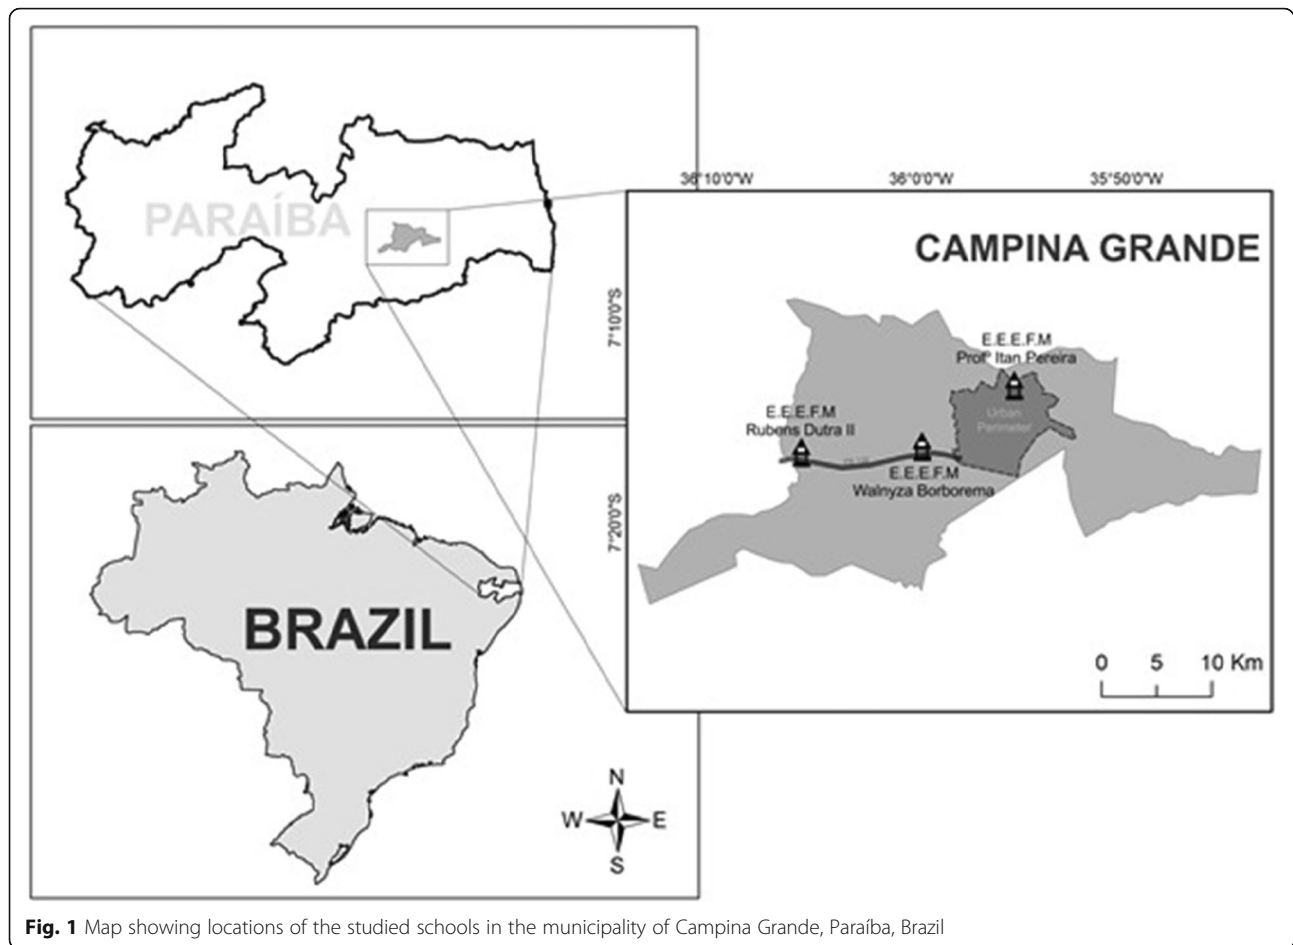 PARAÍBA
36°10'0"W
36°0'0"W
35°50'0"W
CAMPINA GRANDE
7°10'0"S
7°20'0"S
E.E.E.F.M
Profº Itan Pereira
Urban
Perimeter
E.E.E.F.M
Rubens Dutra II
E.E.E.F.M
Walnyza Borborema
0 5 10 Km
BRAZIL
N
W E
S
Fig. 1 Map showing locations of the studied schools in the municipality of Campina Grande, Paraíba, Brazil